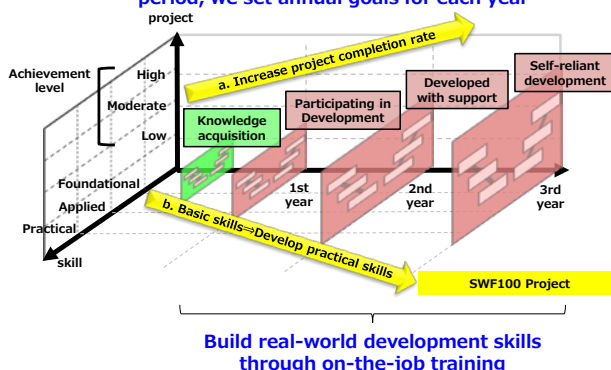 period, we set annual goals for each year
project
Achievement
level
High
Moderate
Low
a. Increase project completion rate
Self-reliant
development
Developed
with support
Participating in
Development
Knowledge
acquisition
Foundational
Applied
Practical
skill
1st
year
2nd
year
3rd
year
b. Basic skills⇒Develop practical skills
SWF100 Project
Build real-world development skills
through on-the-job training